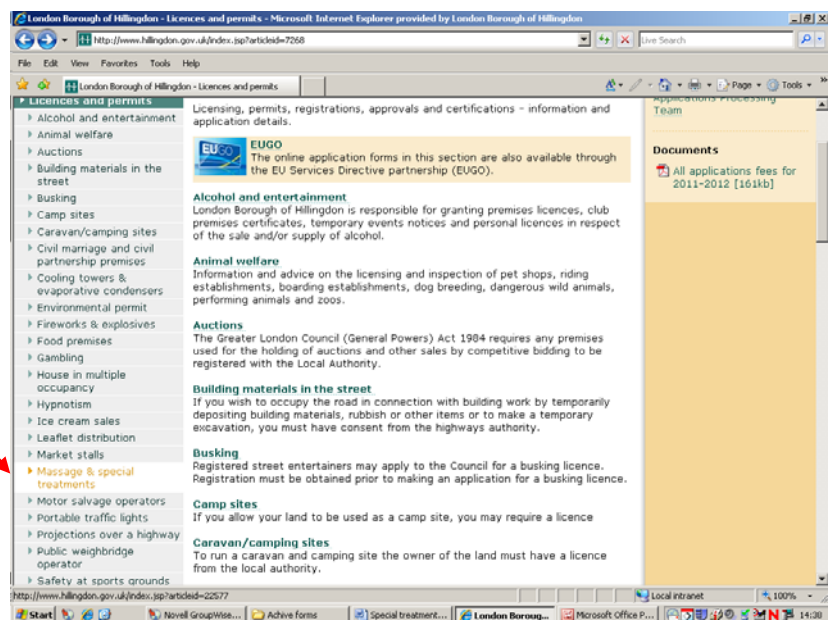 London Borough of Hillingdon - Licences and permits - Microsoft Internet Explorer provided by London Borough of Hillingdon
http://www.hillingdon.gov.uk/index.jsp?articleid=7268
Live Search
File Edit View Favorites Tools Help
London Borough of Hillingdon - Licences and permits
Page Tools
Licences and permits
Alcohol and entertainment
Animal welfare
Auctions
Building materials in the
street
Busking
Camp sites
Caravan/camping sites
Civil marriage and civil
partnership premises
Cooling towers &
evaporative condensers
Environmental permit
Fireworks & explosives
Food premises
Gambling
House in multiple
occupancy
Hypnotism
Ice cream sales
Leaflet distribution
Market stalls
Massage & special
treatments
Motor salvage operators
Portable traffic lights
Projections over a highway
Public weighbridge
operator
Safety at sports grounds
Licensing, permits, registrations, approvals and certifications - information and
application details.
EUGO
EUGO
The online application forms in this section are also available through
the EU Services Directive partnership (EUGO).
Alcohol and entertainment
London Borough of Hillingdon is responsible for granting premises licences, club
premises certificates, temporary events notices and personal licences in respect
of the sale and/or supply of alcohol.
Animal welfare
Information and advice on the licensing and inspection of pet shops, riding
establishments, boarding establishments, dog breeding, dangerous wild animals,
performing animals and zoos.
Auctions
The Greater London Council (General Powers) Act 1984 requires any premises
used for the holding of auctions and other sales by competitive bidding to be
registered with the Local Authority.
Building materials in the street
If you wish to occupy the road in connection with building work by temporarily
depositing building materials, rubbish or other items or to make a temporary
excavation, you must have consent from the highways authority.
Busking
Registered street entertainers may apply to the Council for a busking licence.
Registration must be obtained prior to making an application for a busking licence.
Camp sites
If you allow your land to be used as a camp site, you may require a licence
Caravan/camping sites
To run a caravan and camping site the owner of the land must have a licence
from the local authority.
Applications Processing
Team
Documents
All applications fees for
2011-2012 [161kb]
http://www.hillingdon.gov.uk/index.jsp?articleid=22577
Local intranet
100%
Start
Novell GroupWise...
Achive forms
Special treatment...
London Boroug...
Microsoft Office P...
14:38